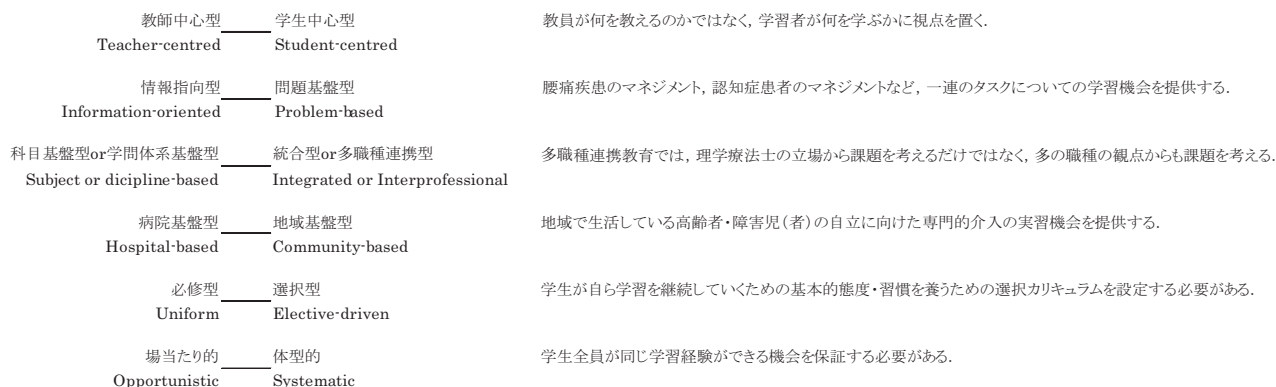 教師中心型 学生中心型 教員が何を教えるのかではなく, 学習者が何を学ぶかに視点を置く.
Teacher-centred Student-centred
情報指向型 問題基盤型 腰痛疾患のマネジメント, 認知症患者のマネジメントなど, 一連のタスクについての学習機会を提供する.
Information-oriented Problem-based
科目基盤型or学問体系基盤型 統合型or多職種連携型 多職種連携教育では, 理学療法士の立場から課題を考えるだけではなく, 多の職種の観点からも課題を考える.
Subject or dicipline-based Integrated or Interprofessional
病院基盤型 地域基盤型 地域で生活している高齢者・障害児(者)の自立に向けた専門的介入の実習機会を提供する.
Hospital-based Community-based
必修型 選択型 学生が自ら学習を継続していくための基本的態度・習慣を養うための選択カリキュラムを設定する必要がある.
Uniform Elective-driven
場当たり的 体型的 学生全員が同じ学習経験ができる機会を保証する必要がある.
Opportunistic Systematic